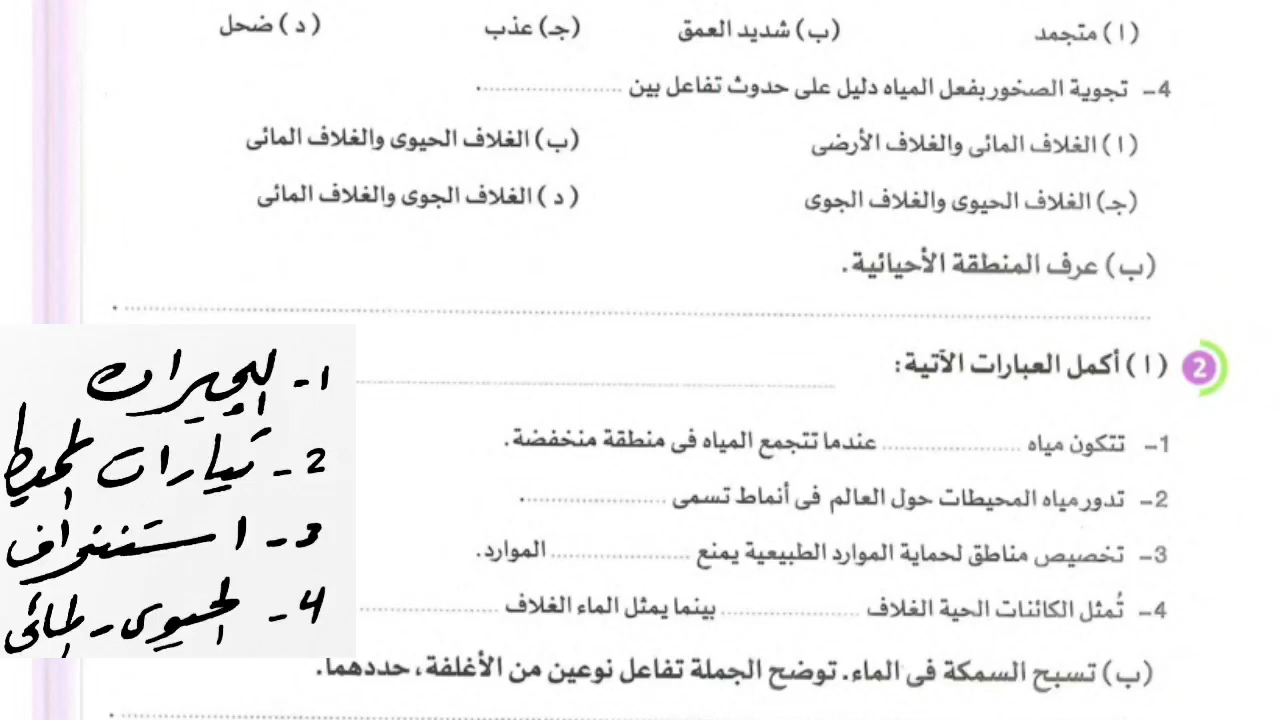 (ا) متجمد (ب) شديد العمق (جـ) عذب (د) ضحل
4- تجوية الصخور بفعل المياه دليل على حدوث تفاعل بين ....................
(ا) الغلاف المائى والغلاف الأرضى (ب) الغلاف الحيوى والغلاف المائى
(جـ) الغلاف الحيوى والغلاف الجوى (د) الغلاف الجوى والغلاف المائى
(ب) عرف المنطقة الأحيائية.
2 (ا) أكمل العبارات الآتية:
1- تتكون مياه .................... عندما تتجمع المياه فى منطقة منخفضة.
2- تدور مياه المحيطات حول العالم فى أنماط تسمى ....................
3- تخصيص مناطق لحماية الموارد الطبيعية يمنع .................... الموارد.
4- تُمثل الكائنات الحية الغلاف .................... بينما يمثل الماء الغلاف ....................
(ب) تسبح السمكة فى الماء. توضح الجملة تفاعل نوعين من الأغلفة، حددهما.
1- البحيرات
2- تيارات المحيط
3- استنزاف
4- الحيوى - المائى